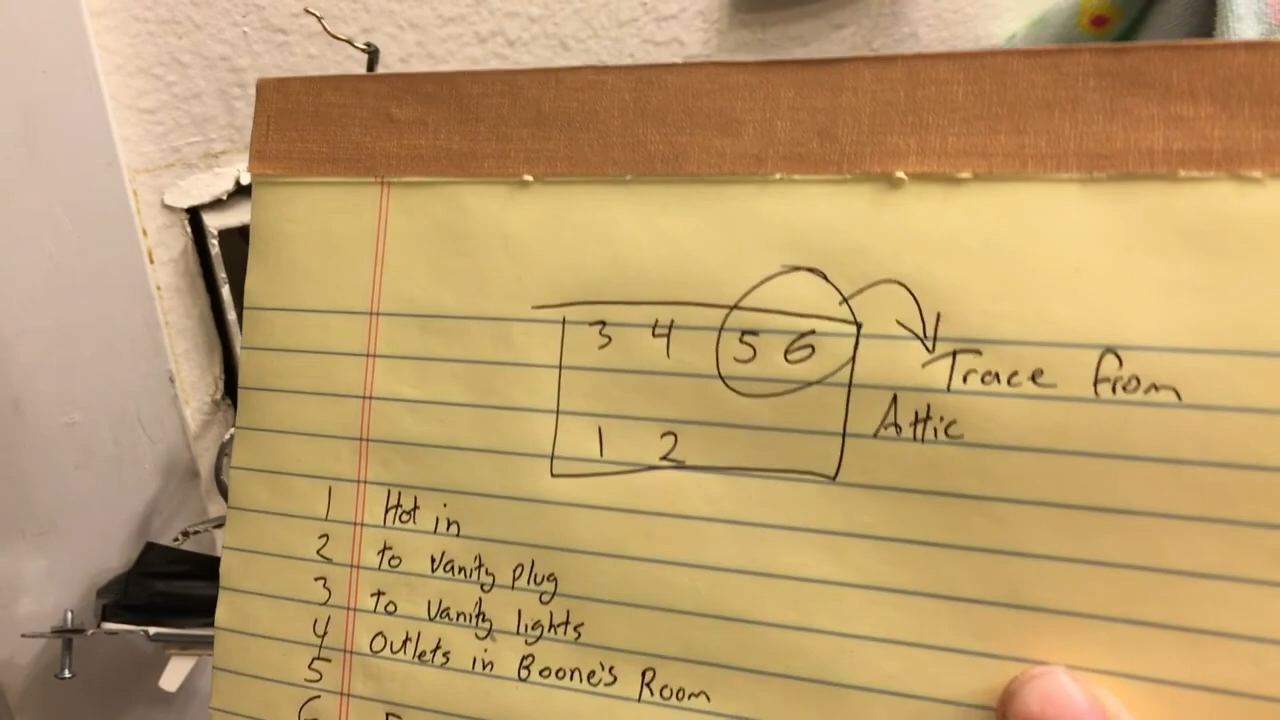 3 4 5 6
Trace from
Attic
1 2
1 Hot in
2 to Vanity Plug
3 to Vanity lights
4 Outlets in Boone's Room
5
6